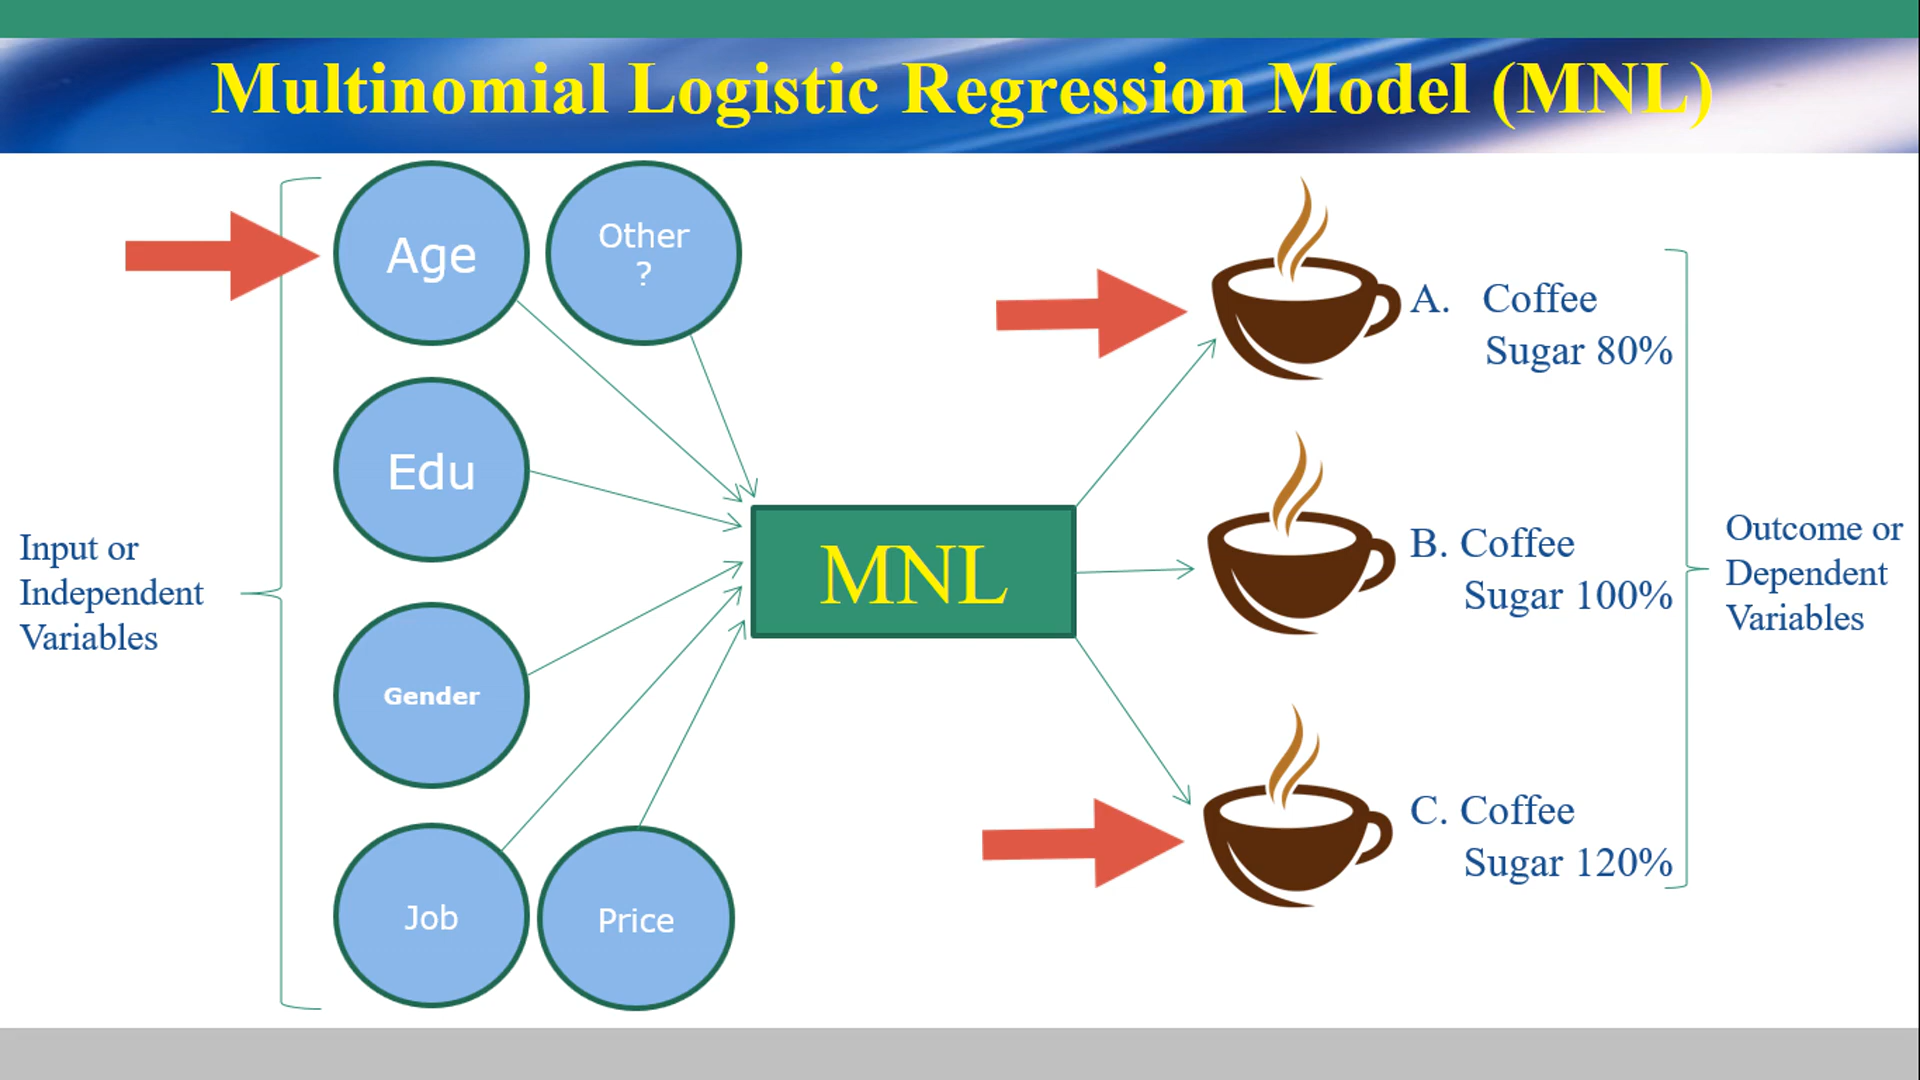 Multinomial Logistic Regression Model (MNL)
Age
Other
?
Edu
Gender
Job
Price
Input or
Independent
Variables
MNL
A. Coffee
Sugar 80%
B. Coffee
Sugar 100%
C. Coffee
Sugar 120%
Outcome or
Dependent
Variables